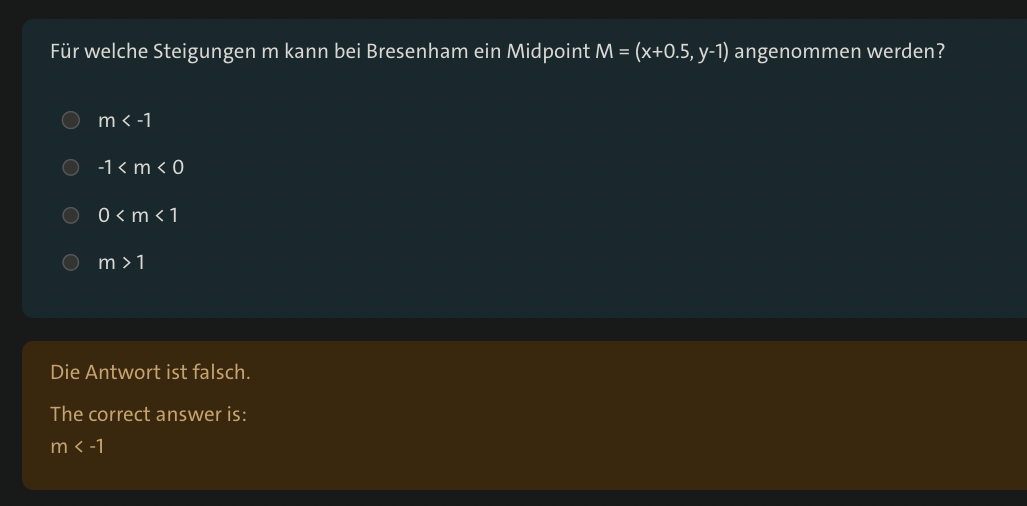 Für welche Steigungen m kann bei Bresenham ein Midpoint M = (x+0.5, y-1) angenommen werden?
m < -1
-1 < m < 0
0 < m < 1
m > 1
Die Antwort ist falsch.
The correct answer is:
m < -1